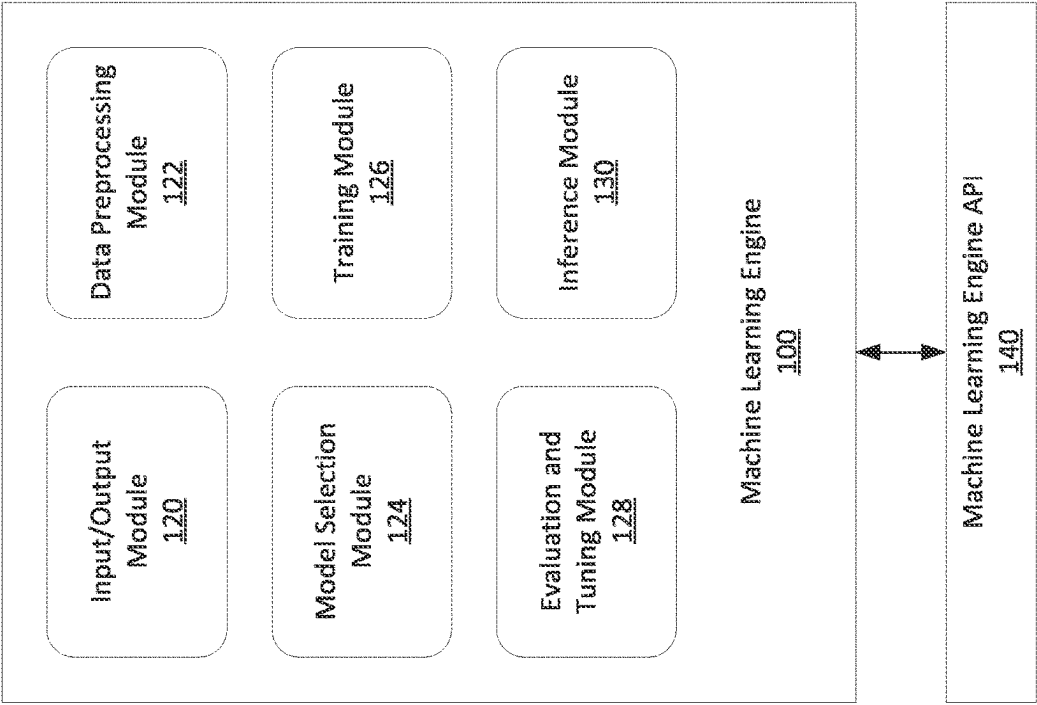 Input/Output
Module
120
Data Preprocessing
Module
122
Model Selection
Module
124
Training Module
126
Evaluation and
Tuning Module
128
Inference Module
130
Machine Learning Engine
100
Machine Learning Engine API
140